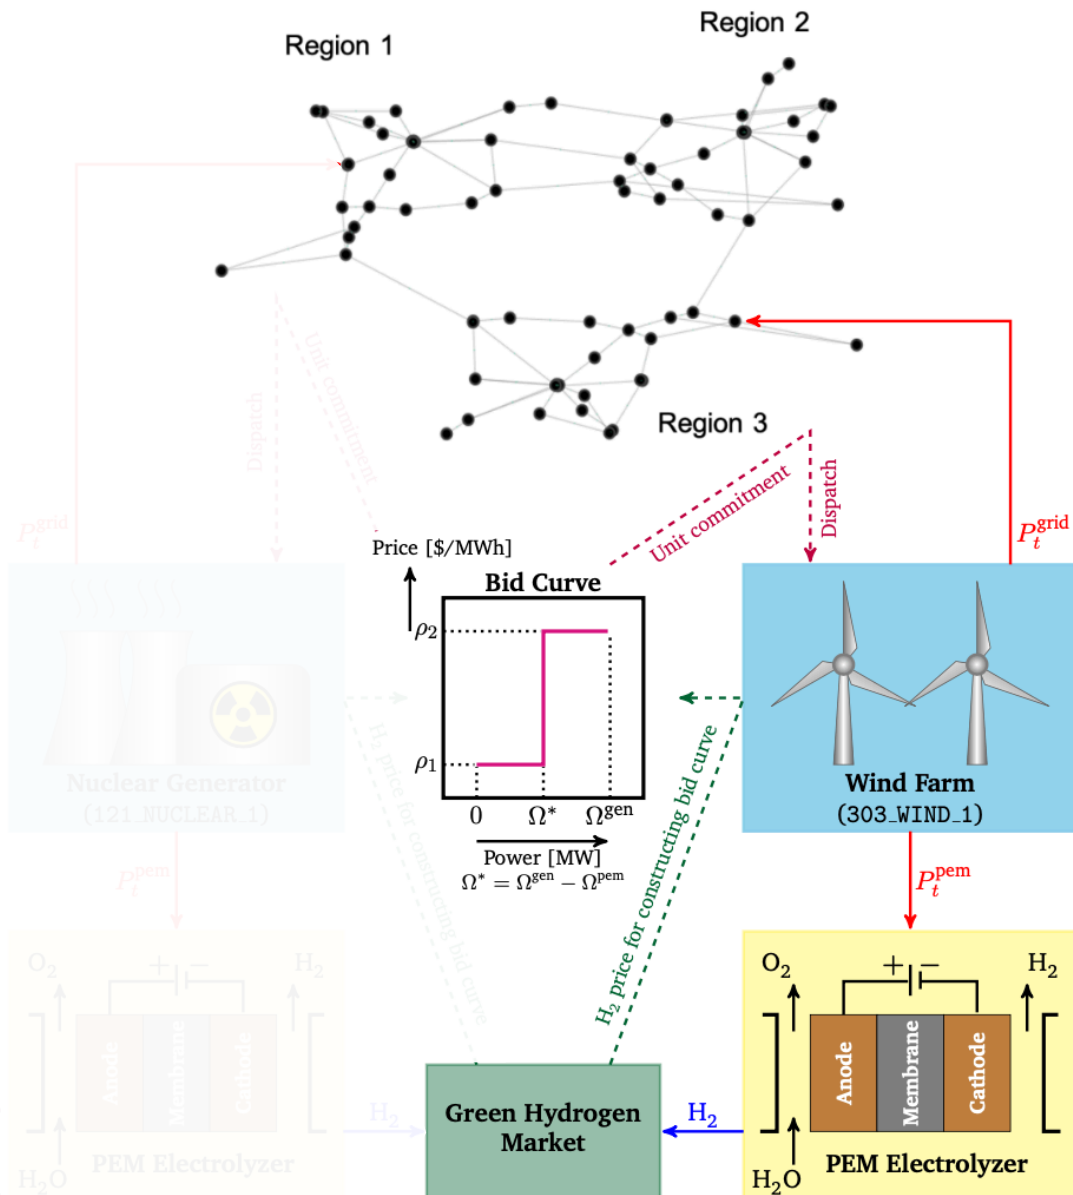 Region 1
Region 2
Region 3
Unit commitment
Dispatch
Unit commitment
Dispatch
P_t^grid
P_t^grid
Price [$/MWh]
Bid Curve
ρ2
ρ1
0 Ω* Ω^gen
Power [MW]
Ω* = Ω^gen − Ω^pem
Nuclear Generator
(121_NUCLEAR_1)
Wind Farm
(303_WIND_1)
H₂ price for constructing bid curve
H₂ price for constructing bid curve
P_t^pem
P_t^pem
O₂ + − H₂
Anode
Membrane
Cathode
H₂O
PEM Electrolyzer
H₂
Green Hydrogen
Market
H₂
O₂ + − H₂
Anode
Membrane
Cathode
H₂O
PEM Electrolyzer